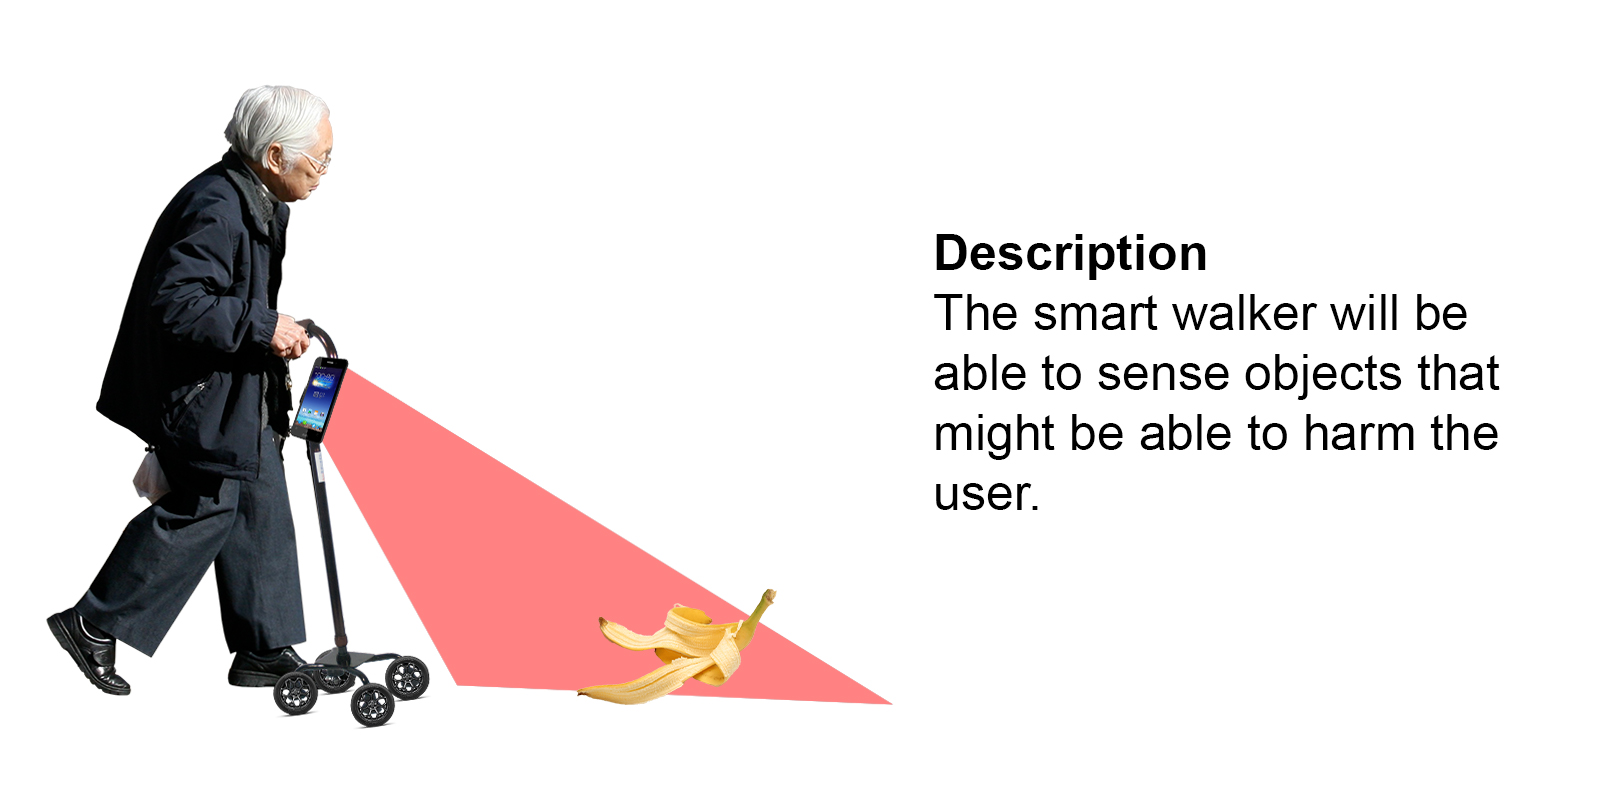 Description
The smart walker will be
able to sense objects that
might be able to harm the
user.